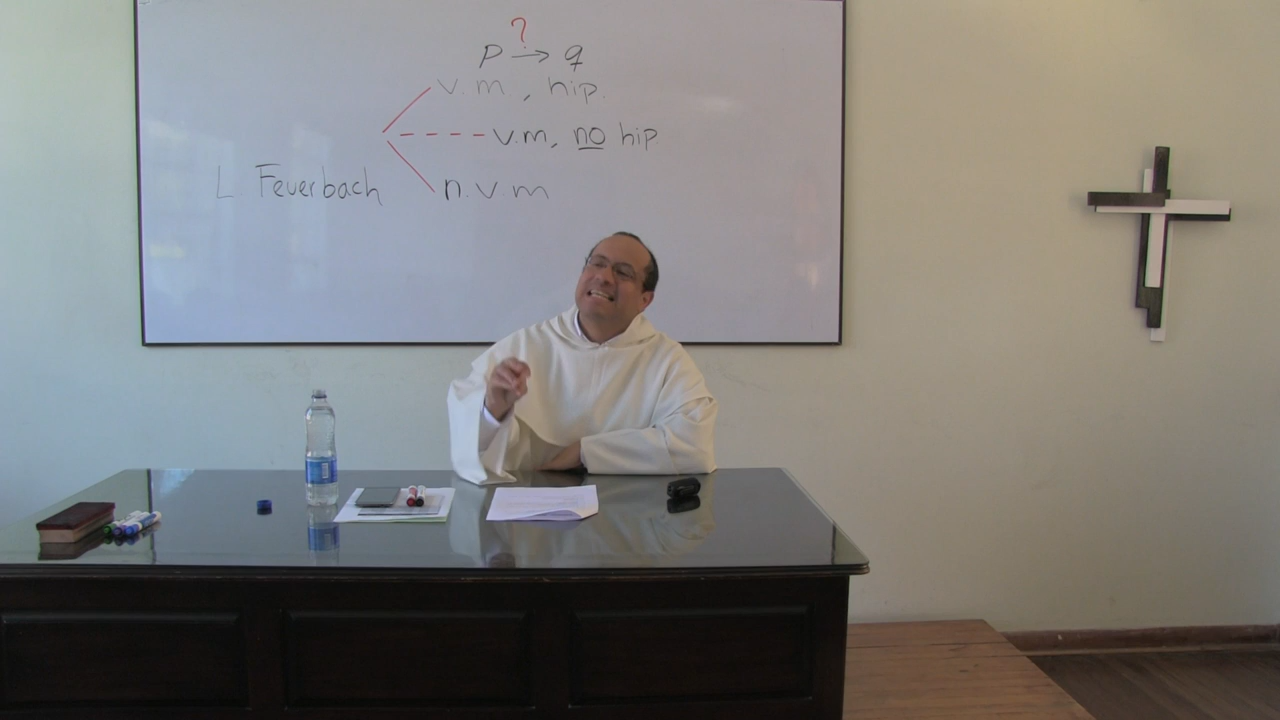 ?
p → q
v.m., hip.
v.m, no hip
L. Feuerbach
n.v.m